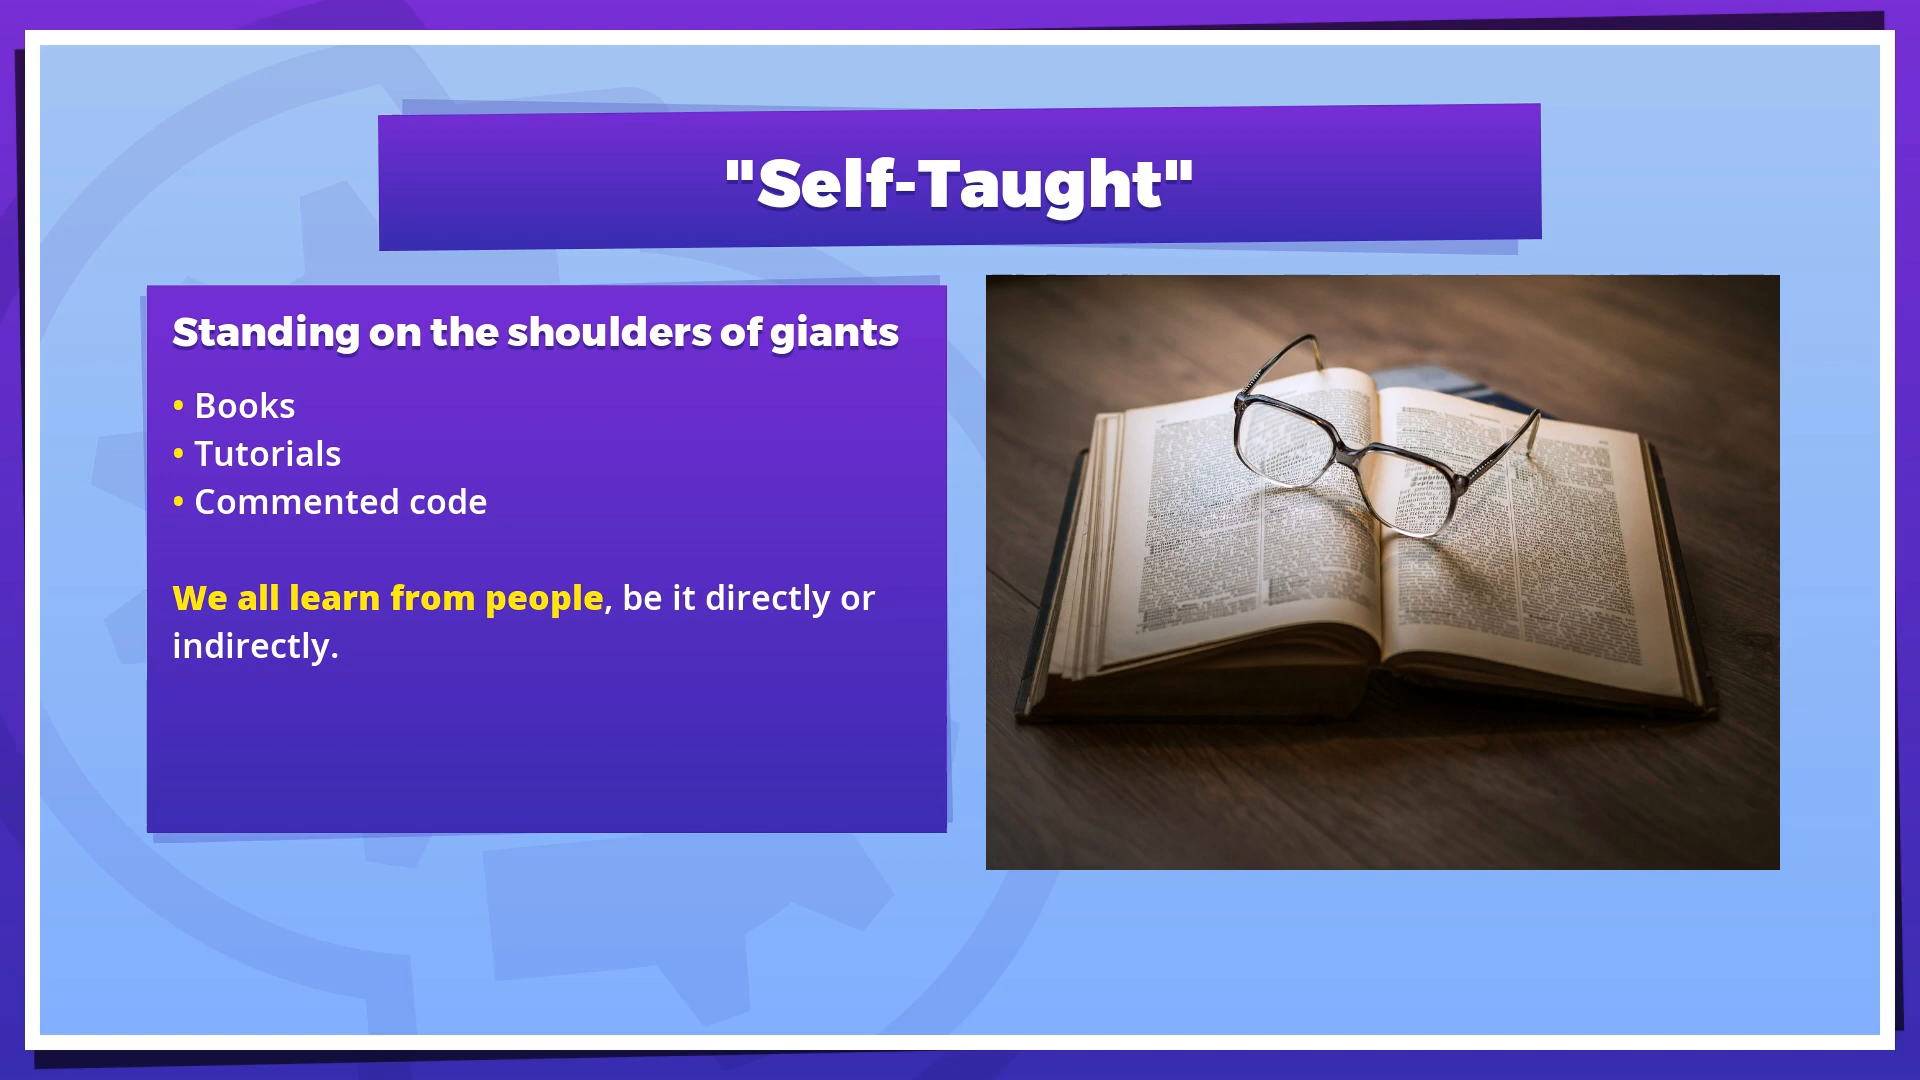 "Self-Taught"
Standing on the shoulders of giants
• Books
• Tutorials
• Commented code
We all learn from people, be it directly or
indirectly.